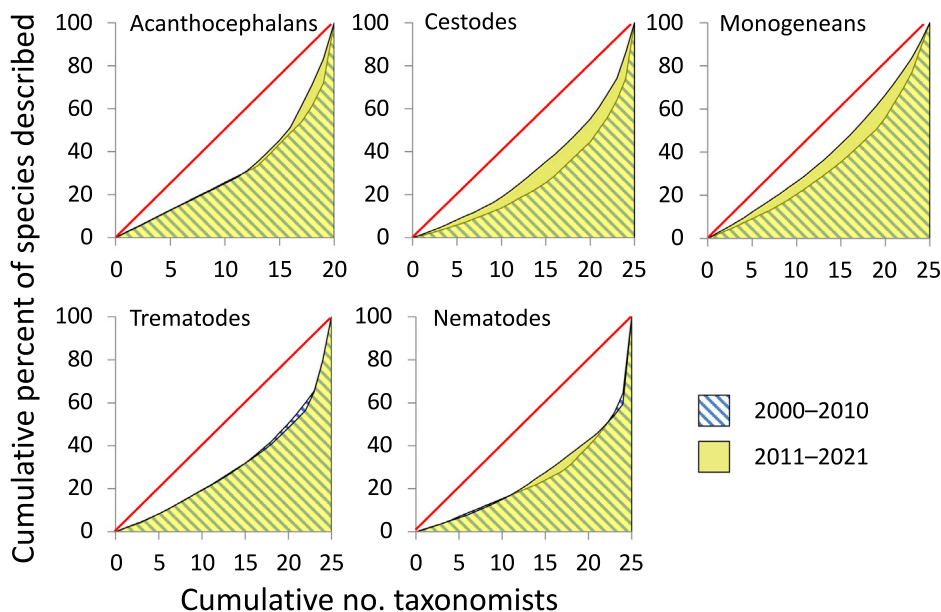 Cumulative percent of species described
Acanthocephalans
100
80
60
40
20
0
0 5 10 15 20
Cestodes
100
80
60
40
20
0
0 5 10 15 20 25
Monogeneans
100
80
60
40
20
0
0 5 10 15 20 25
Trematodes
100
80
60
40
20
0
0 5 10 15 20 25
Nematodes
100
80
60
40
20
0
0 5 10 15 20 25
2000–2010
2011–2021
Cumulative no. taxonomists